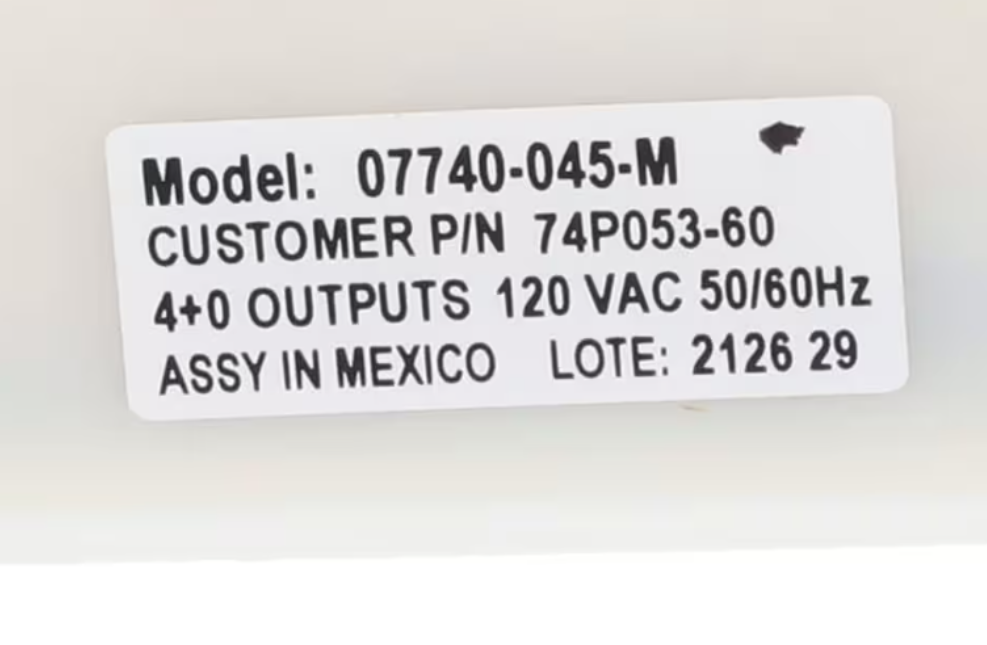 Model: 07740-045-M
CUSTOMER P/N 74P053-60
4+0 OUTPUTS 120 VAC 50/60Hz
ASSY IN MEXICO LOTE: 2126 29